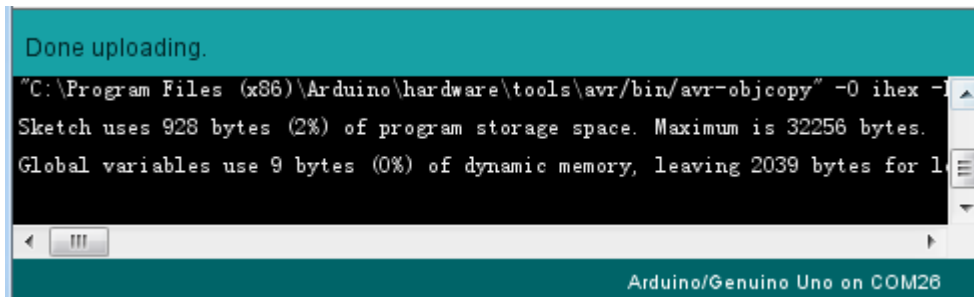 Done uploading.
"C:\Program Files (x86)\Arduino\hardware\tools\avr/bin/avr-objcopy" -O ihex
Sketch uses 928 bytes (2%) of program storage space. Maximum is 32256 bytes.
Global variables use 9 bytes (0%) of dynamic memory, leaving 2039 bytes for
Arduino/Genuino Uno on COM26